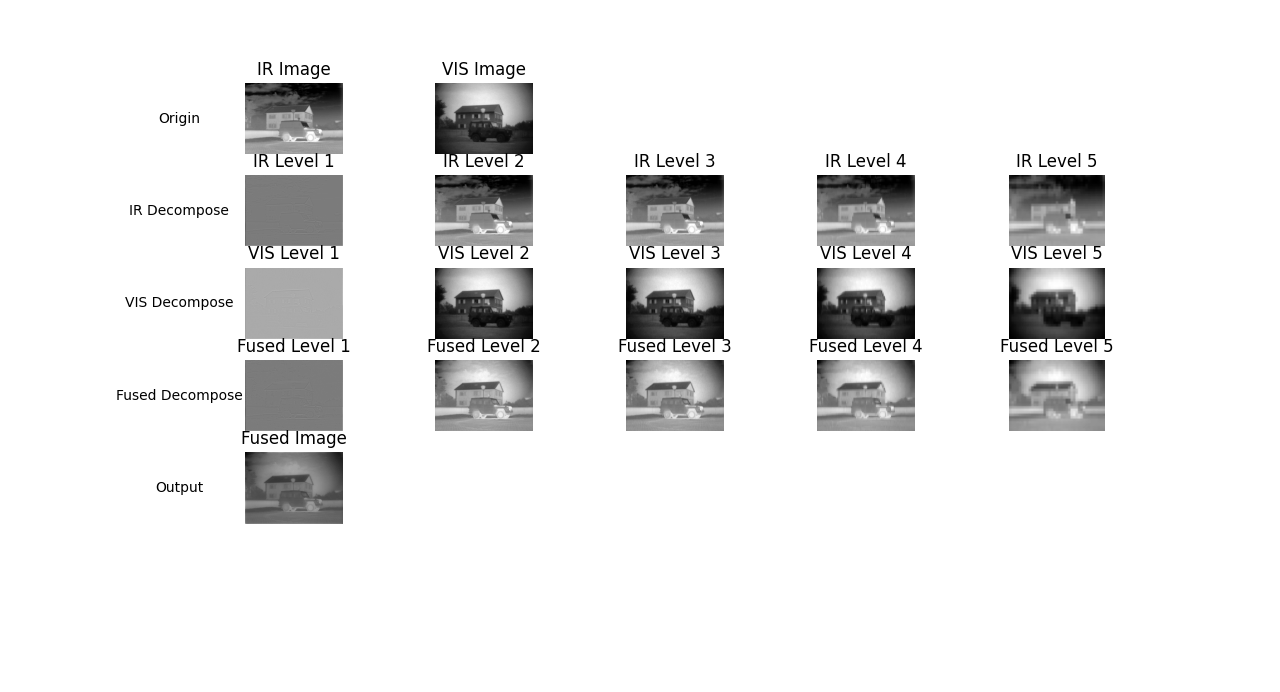 IR Image
VIS Image
Origin
IR Level 1
IR Level 2
IR Level 3
IR Level 4
IR Level 5
IR Decompose
VIS Level 1
VIS Level 2
VIS Level 3
VIS Level 4
VIS Level 5
VIS Decompose
Fused Level 1
Fused Level 2
Fused Level 3
Fused Level 4
Fused Level 5
Fused Decompose
Fused Image
Output